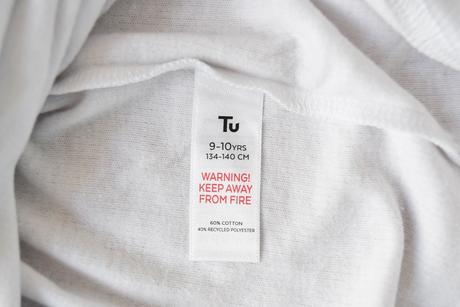 Tu
9-10YRS
134-140 CM
WARNING!
KEEP AWAY
FROM FIRE
60% COTTON
40% RECYCLED POLYESTER